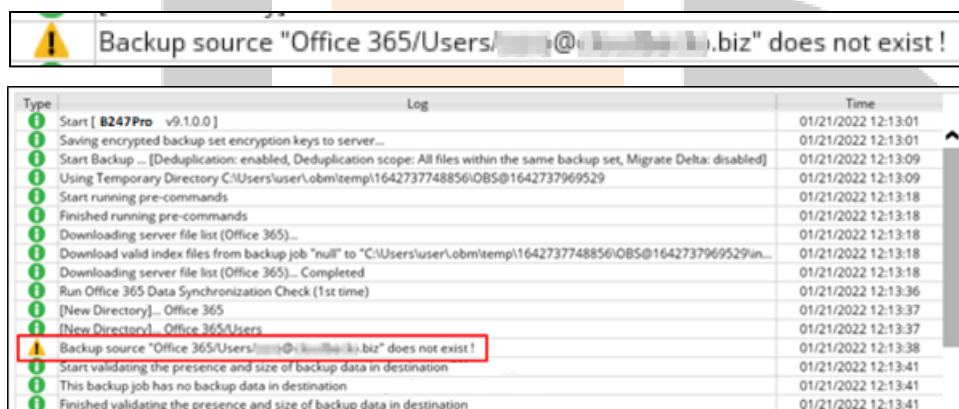 Backup source "Office 365/Users/ @ .biz" does not exist !
Type Log Time
Start [ B247Pro v9.1.0.0 ] 01/21/2022 12:13:01
Saving encrypted backup set encryption keys to server... 01/21/2022 12:13:01
Start Backup ... [Deduplication: enabled, Deduplication scope: All files within the same backup set, Migrate Delta: disabled] 01/21/2022 12:13:09
Using Temporary Directory C:\Users\user\.obm\temp\1642737748856\OBS@1642737969529 01/21/2022 12:13:09
Start running pre-commands 01/21/2022 12:13:18
Finished running pre-commands 01/21/2022 12:13:18
Downloading server file list (Office 365)... 01/21/2022 12:13:18
Download valid index files from backup job "null" to "C:\Users\user\.obm\temp\1642737748856\OBS@1642737969529\in... 01/21/2022 12:13:18
Downloading server file list (Office 365)... Completed 01/21/2022 12:13:18
Run Office 365 Data Synchronization Check (1st time) 01/21/2022 12:13:36
[New Directory]... Office 365 01/21/2022 12:13:37
[New Directory]... Office 365/Users 01/21/2022 12:13:37
Backup source "Office 365/Users/ @ .biz" does not exist ! 01/21/2022 12:13:38
Start validating the presence and size of backup data in destination 01/21/2022 12:13:41
This backup job has no backup data in destination 01/21/2022 12:13:41
Finished validating the presence and size of backup data in destination 01/21/2022 12:13:41